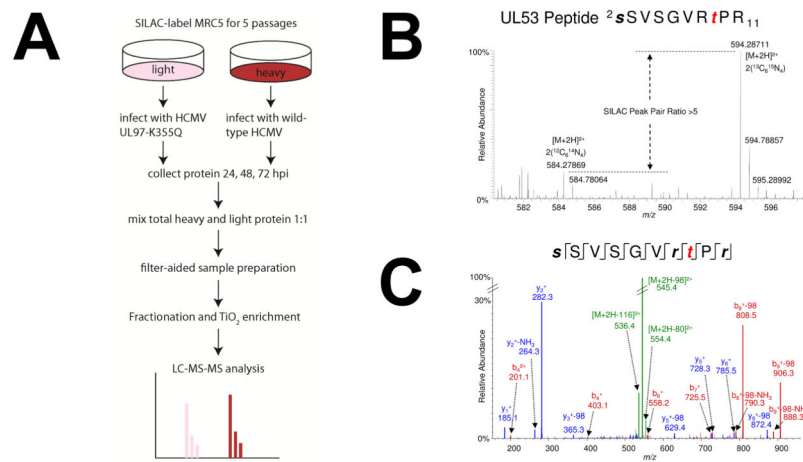 A
SILAC-label MRC5 for 5 passages
light
heavy
infect with HCMV
UL97-K355Q
infect with wild-
type HCMV
collect protein 24, 48, 72 hpi
mix total heavy and light protein 1:1
filter-aided sample preparation
Fractionation and TiO₂ enrichment
LC-MS-MS analysis
B
UL53 Peptide ²sSVSGVRtPR₁₁
100%
594.28711
[M+2H]²⁺
2(¹³C₆¹⁵N₄)
SILAC Peak Pair Ratio >5
[M+2H]²⁺
2(¹²C₆¹⁴N₄)
584.27869
584.78064
594.78857
595.28992
Relative Abundance
0%
582 584 586 588 590 592 594 596
m/z
C
sSVSGVrtPr
100%
30%
Relative Abundance
0%
y₂⁺
282.3
[M+2H-98]²⁺
545.4
[M+2H-116]²⁺
536.4
[M+2H-80]²⁺
554.4
b₈⁺-98
808.5
y₂⁺-NH₃
264.3
b₄²⁺
201.1
y₁⁺
185.1
y₃⁺-98
365.3
b₄⁺
403.1
b₆⁺
558.2
y₅⁺-98
629.4
y₅⁺
728.3
b₇⁺
725.5
y₆⁺
785.5
b₈⁺-98-NH₃
790.3
y₈⁺-98
872.4
b₉⁺-98
906.3
b₉⁺-98-NH
888.3
200 300 400 500 600 700 800 900
m/z